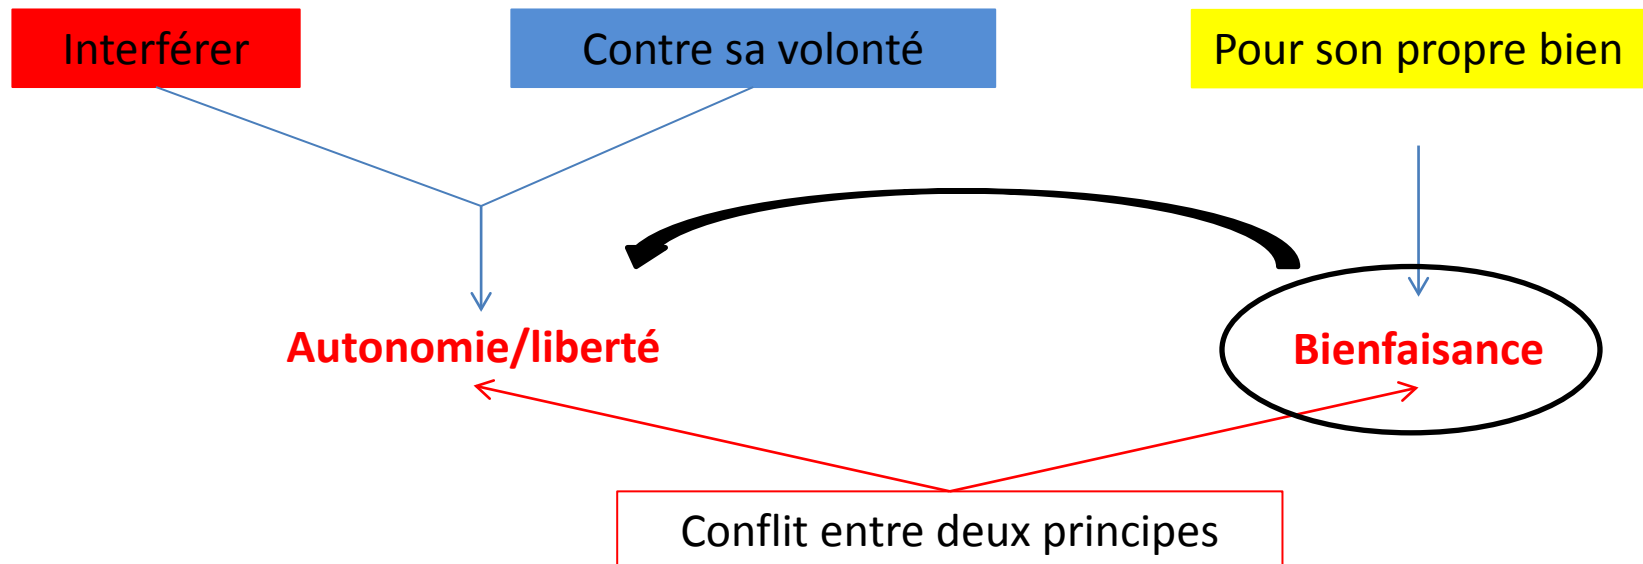 Interférer
Contre sa volonté
Pour son propre bien
Autonomie/liberté
Bienfaisance
Conflit entre deux principes